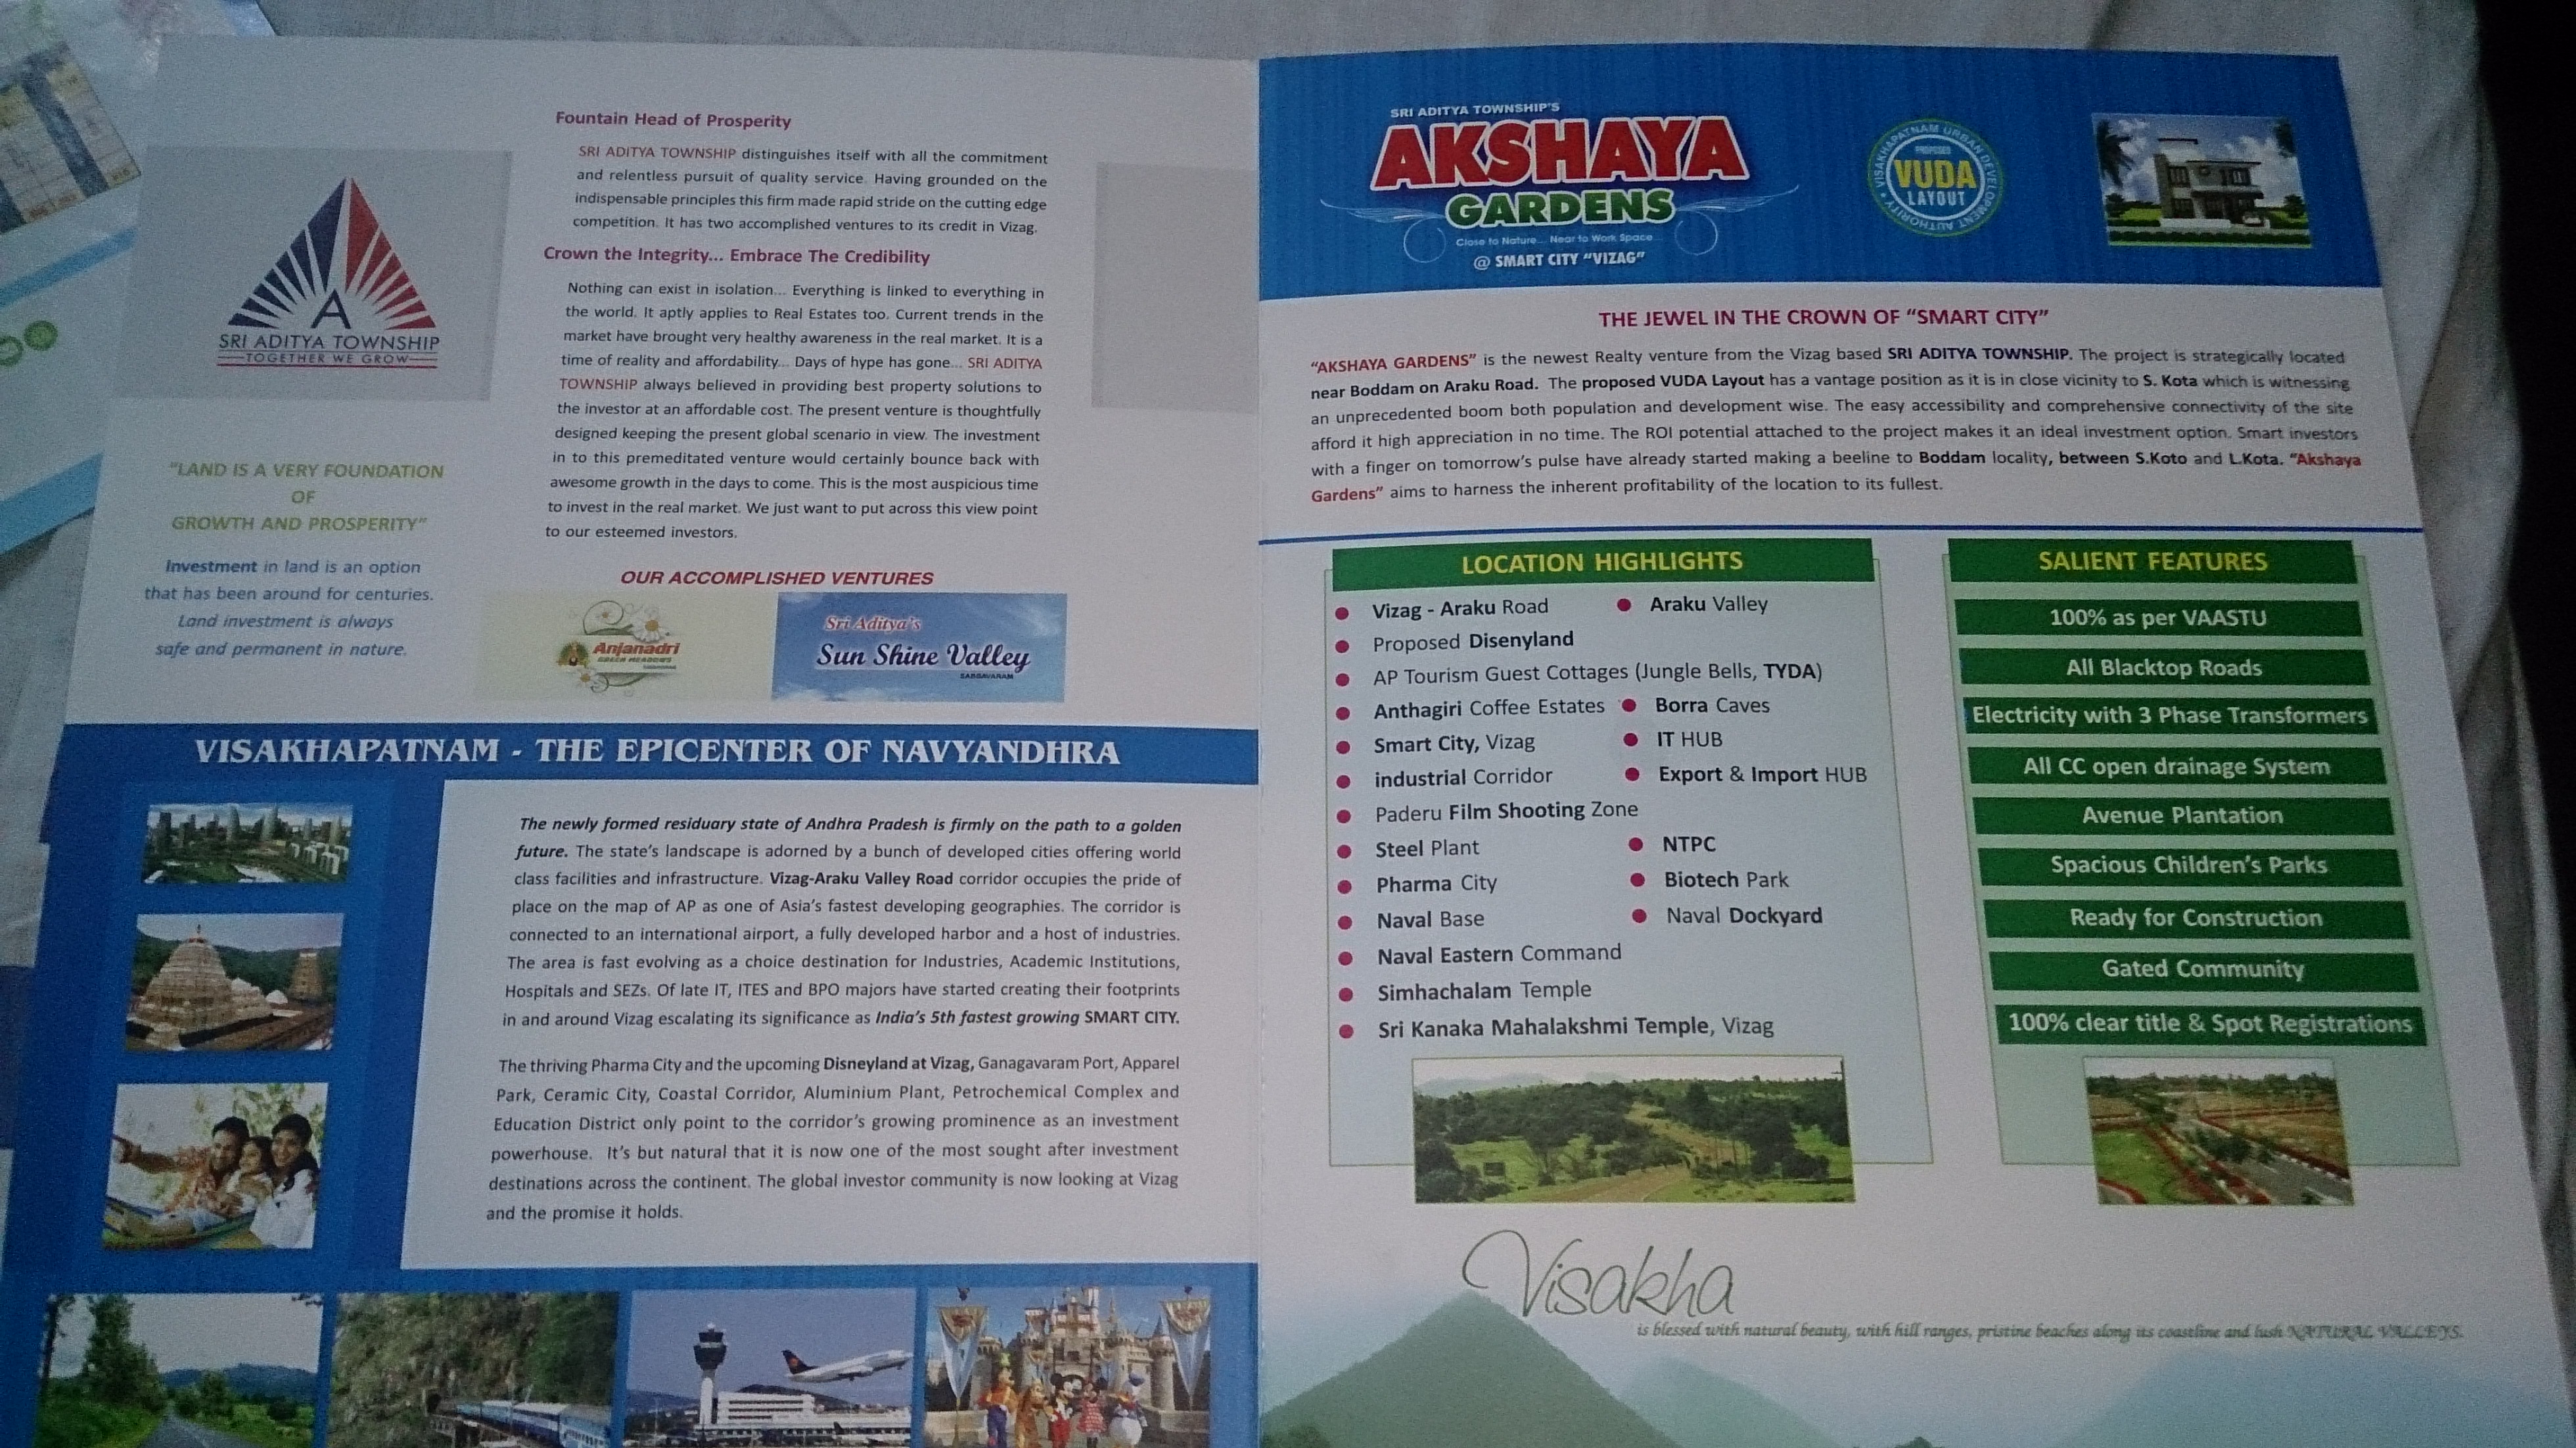 SRI ADITYA TOWNSHIP
TOGETHER WE GROW
"LAND IS A VERY FOUNDATION
OF
GROWTH AND PROSPERITY"
Investment in land is an option
that has been around for centuries.
Land investment is always
safe and permanent in nature.
Fountain Head of Prosperity
SRI ADITYA TOWNSHIP distinguishes itself with all the commitment
and relentless pursuit of quality service. Having grounded on the
indispensable principles this firm made rapid stride on the cutting edge
competition. It has two accomplished ventures to its credit in Vizag.
Crown the Integrity... Embrace The Credibility
Nothing can exist in isolation... Everything is linked to everything in
the world. It aptly applies to Real Estates too. Current trends in the
market have brought very healthy awareness in the real market. It is a
time of reality and affordability... Days of hype has gone... SRI ADITYA
TOWNSHIP always believed in providing best property solutions to
the investor at an affordable cost. The present venture is thoughtfully
designed keeping the present global scenario in view. The investment
in to this premeditated venture would certainly bounce back with
awesome growth in the days to come. This is the most auspicious time
to invest in the real market. We just want to put across this view point
to our esteemed investors.
OUR ACCOMPLISHED VENTURES
Anjanadri
GREEN MEADOWS
Sri Aditya's
Sun Shine Valley
SABBAVARAM
VISAKHAPATNAM - THE EPICENTER OF NAVYANDHRA
The newly formed residuary state of Andhra Pradesh is firmly on the path to a golden
future. The state's landscape is adorned by a bunch of developed cities offering world
class facilities and infrastructure. Vizag-Araku Valley Road corridor occupies the pride of
place on the map of AP as one of Asia's fastest developing geographies. The corridor is
connected to an international airport, a fully developed harbor and a host of industries.
The area is fast evolving as a choice destination for Industries, Academic Institutions,
Hospitals and SEZs. Of late IT, ITES and BPO majors have started creating their footprints
in and around Vizag escalating its significance as India's 5th fastest growing SMART CITY.
The thriving Pharma City and the upcoming Disneyland at Vizag, Ganagavaram Port, Apparel
Park, Ceramic City, Coastal Corridor, Aluminium Plant, Petrochemical Complex and
Education District only point to the corridor's growing prominence as an investment
powerhouse. It's but natural that it is now one of the most sought after investment
destinations across the continent. The global investor community is now looking at Vizag
and the promise it holds.
SRI ADITYA TOWNSHIP'S
AKSHAYA
GARDENS
Close to Nature... Near to Work Space
@ SMART CITY "VIZAG"
VISAKHAPATNAM URBAN DEVELOPMENT AUTHORITY
PROPOSED
VUDA
LAYOUT
THE JEWEL IN THE CROWN OF "SMART CITY"
"AKSHAYA GARDENS" is the newest Realty venture from the Vizag based SRI ADITYA TOWNSHIP. The project is strategically located
near Boddam on Araku Road. The proposed VUDA Layout has a vantage position as it is in close vicinity to S. Kota which is witnessing
an unprecedented boom both population and development wise. The easy accessibility and comprehensive connectivity of the site
afford it high appreciation in no time. The ROI potential attached to the project makes it an ideal investment option. Smart investors
with a finger on tomorrow's pulse have already started making a beeline to Boddam locality, between S.Koto and L.Kota. "Akshaya
Gardens" aims to harness the inherent profitability of the location to its fullest.
LOCATION HIGHLIGHTS
Vizag - Araku Road
Araku Valley
Proposed Disenyland
AP Tourism Guest Cottages (Jungle Bells, TYDA)
Anthagiri Coffee Estates
Borra Caves
Smart City, Vizag
IT HUB
industrial Corridor
Export & Import HUB
Paderu Film Shooting Zone
Steel Plant
NTPC
Pharma City
Biotech Park
Naval Base
Naval Dockyard
Naval Eastern Command
Simhachalam Temple
Sri Kanaka Mahalakshmi Temple, Vizag
SALIENT FEATURES
100% as per VAASTU
All Blacktop Roads
Electricity with 3 Phase Transformers
All CC open drainage System
Avenue Plantation
Spacious Children's Parks
Ready for Construction
Gated Community
100% clear title & Spot Registrations
Visakha
is blessed with natural beauty, with hill ranges, pristine beaches along its coastline and lush NATURAL VALLEYS.